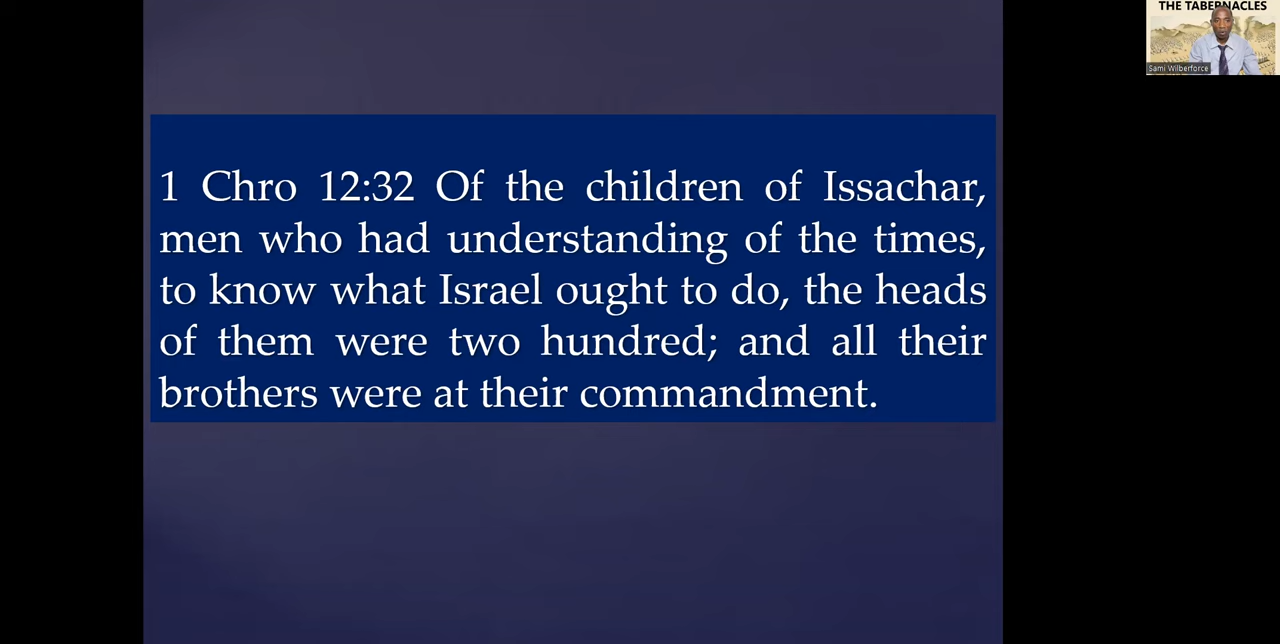 THE TABERNACLES
Sami Wilberforce
1 Chro 12:32 Of the children of Issachar,
men who had understanding of the times,
to know what Israel ought to do, the heads
of them were two hundred; and all their
brothers were at their commandment.